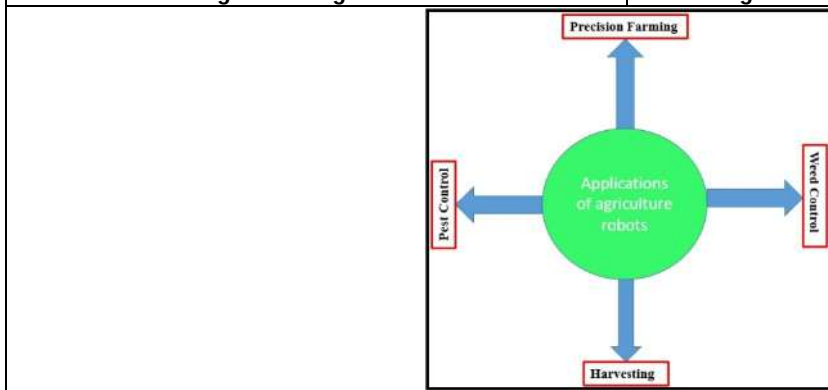 Precision Farming
Pest Control
Applications
of agriculture
robots
Weed Control
Harvesting